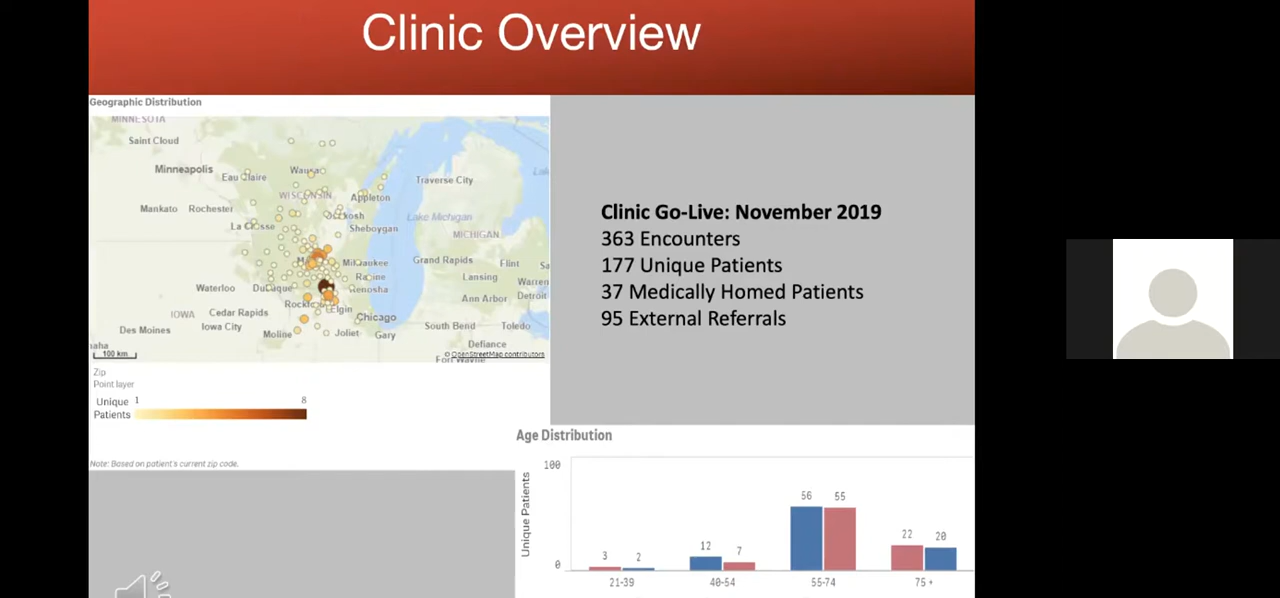 Clinic Overview
Geographic Distribution
MINNESOTA
Saint Cloud
Minneapolis
Eau Claire
Wausau
Traverse City
WISCONSIN
Appleton
Mankato Rochester
Oshkosh
Lake Michigan
La Crosse
Sheboygan
MICHIGAN
Milwaukee
Grand Rapids
Flint
Racine
Lansing
Warren
Waterloo
Dubuque
Kenosha
Ann Arbor
Detroit
IOWA
Cedar Rapids
Elgin
Iowa City
Chicago
South Bend
Toledo
Des Moines
Moline
Joliet
Gary
Defiance
100 km
© OpenStreetMap contributors
Fort Wayne
Zip
Point layer
Unique
Patients
1
8
Note: Based on patient's current zip code.
Clinic Go-Live: November 2019
363 Encounters
177 Unique Patients
37 Medically Homed Patients
95 External Referrals
Age Distribution
Unique Patients
100
0
3
2
12
7
56
55
22
20
21-39
40-54
55-74
75 +